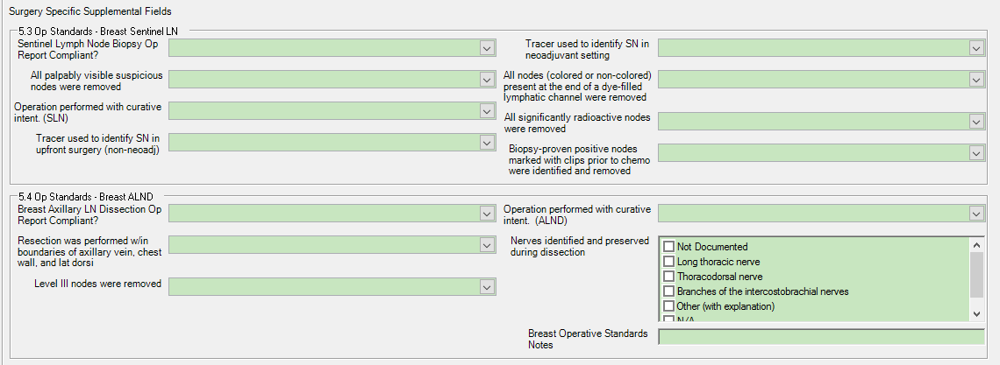 Surgery Specific Supplemental Fields
5.3 Op Standards - Breast Sentinel LN
Sentinel Lymph Node Biopsy Op
Report Compliant?
All palpably visible suspicious
nodes were removed
Operation performed with curative
intent. (SLN)
Tracer used to identify SN in
upfront surgery (non-neoadj)
Tracer used to identify SN in
neoadjuvant setting
All nodes (colored or non-colored)
present at the end of a dye-filled
lymphatic channel were removed
All significantly radioactive nodes
were removed
Biopsy-proven positive nodes
marked with clips prior to chemo
were identified and removed
5.4 Op Standards - Breast ALND
Breast Axillary LN Dissection Op
Report Compliant?
Resection was performed w/in
boundaries of axillary vein, chest
wall, and lat dorsi
Level III nodes were removed
Operation performed with curative
intent. (ALND)
Nerves identified and preserved
during dissection
Not Documented
Long thoracic nerve
Thoracodorsal nerve
Branches of the intercostobrachial nerves
Other (with explanation)
N/A
Breast Operative Standards
Notes